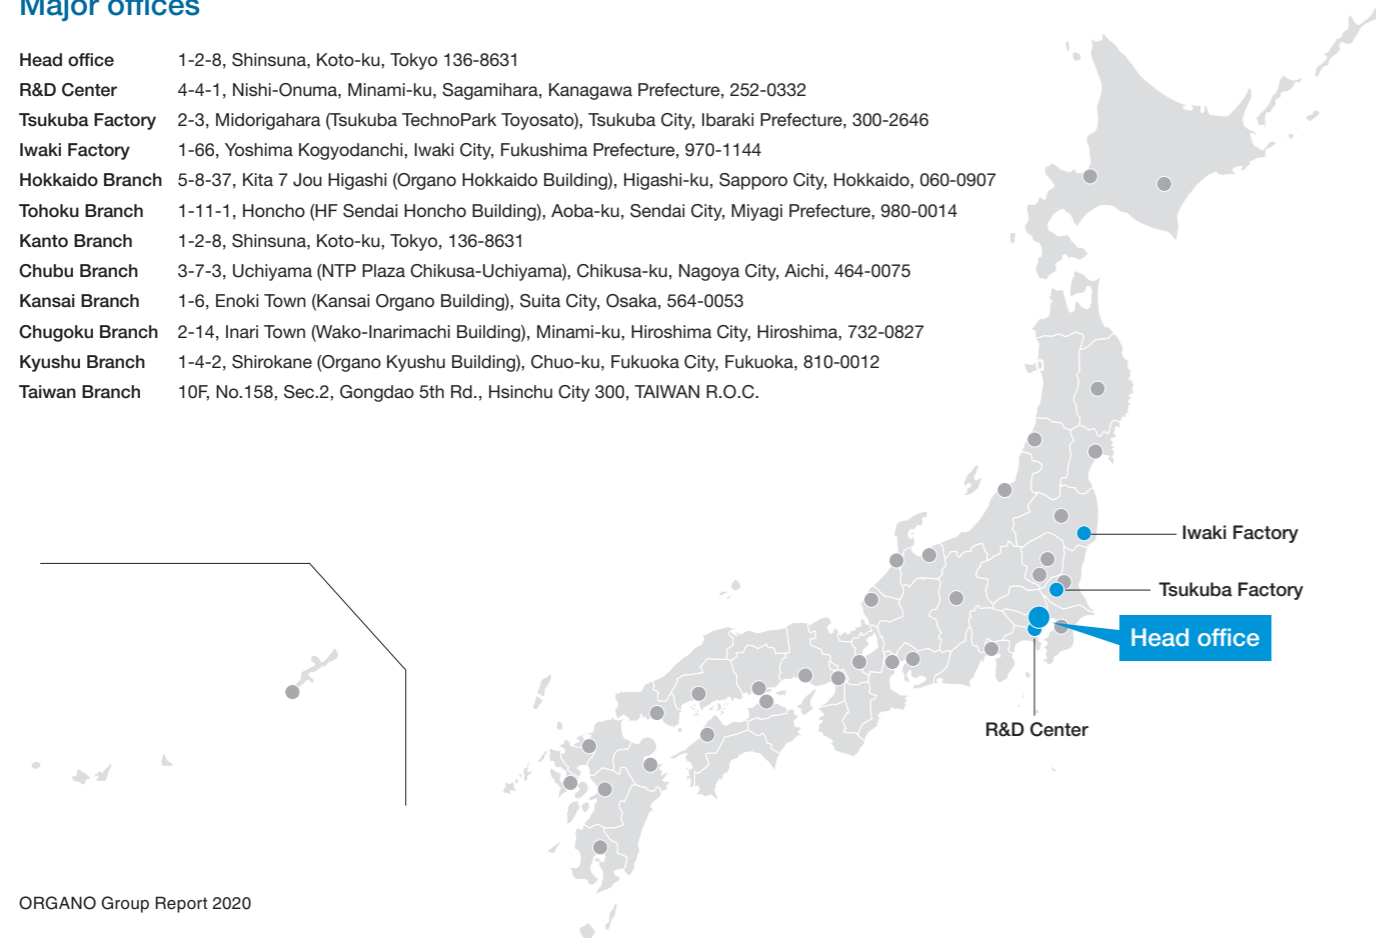 Major offices
Head office 1-2-8, Shinsuna, Koto-ku, Tokyo 136-8631
R&D Center 4-4-1, Nishi-Onuma, Minami-ku, Sagamihara, Kanagawa Prefecture, 252-0332
Tsukuba Factory 2-3, Midorigahara (Tsukuba TechnoPark Toyosato), Tsukuba City, Ibaraki Prefecture, 300-2646
Iwaki Factory 1-66, Yoshima Kogyodanchi, Iwaki City, Fukushima Prefecture, 970-1144
Hokkaido Branch 5-8-37, Kita 7 Jou Higashi (Organo Hokkaido Building), Higashi-ku, Sapporo City, Hokkaido, 060-0907
Tohoku Branch 1-11-1, Honcho (HF Sendai Honcho Building), Aoba-ku, Sendai City, Miyagi Prefecture, 980-0014
Kanto Branch 1-2-8, Shinsuna, Koto-ku, Tokyo, 136-8631
Chubu Branch 3-7-3, Uchiyama (NTP Plaza Chikusa-Uchiyama), Chikusa-ku, Nagoya City, Aichi, 464-0075
Kansai Branch 1-6, Enoki Town (Kansai Organo Building), Suita City, Osaka, 564-0053
Chugoku Branch 2-14, Inari Town (Wako-Inarimachi Building), Minami-ku, Hiroshima City, Hiroshima, 732-0827
Kyushu Branch 1-4-2, Shirokane (Organo Kyushu Building), Chuo-ku, Fukuoka City, Fukuoka, 810-0012
Taiwan Branch 10F, No.158, Sec.2, Gongdao 5th Rd., Hsinchu City 300, TAIWAN R.O.C.
Iwaki Factory
Tsukuba Factory
Head office
R&D Center
ORGANO Group Report 2020